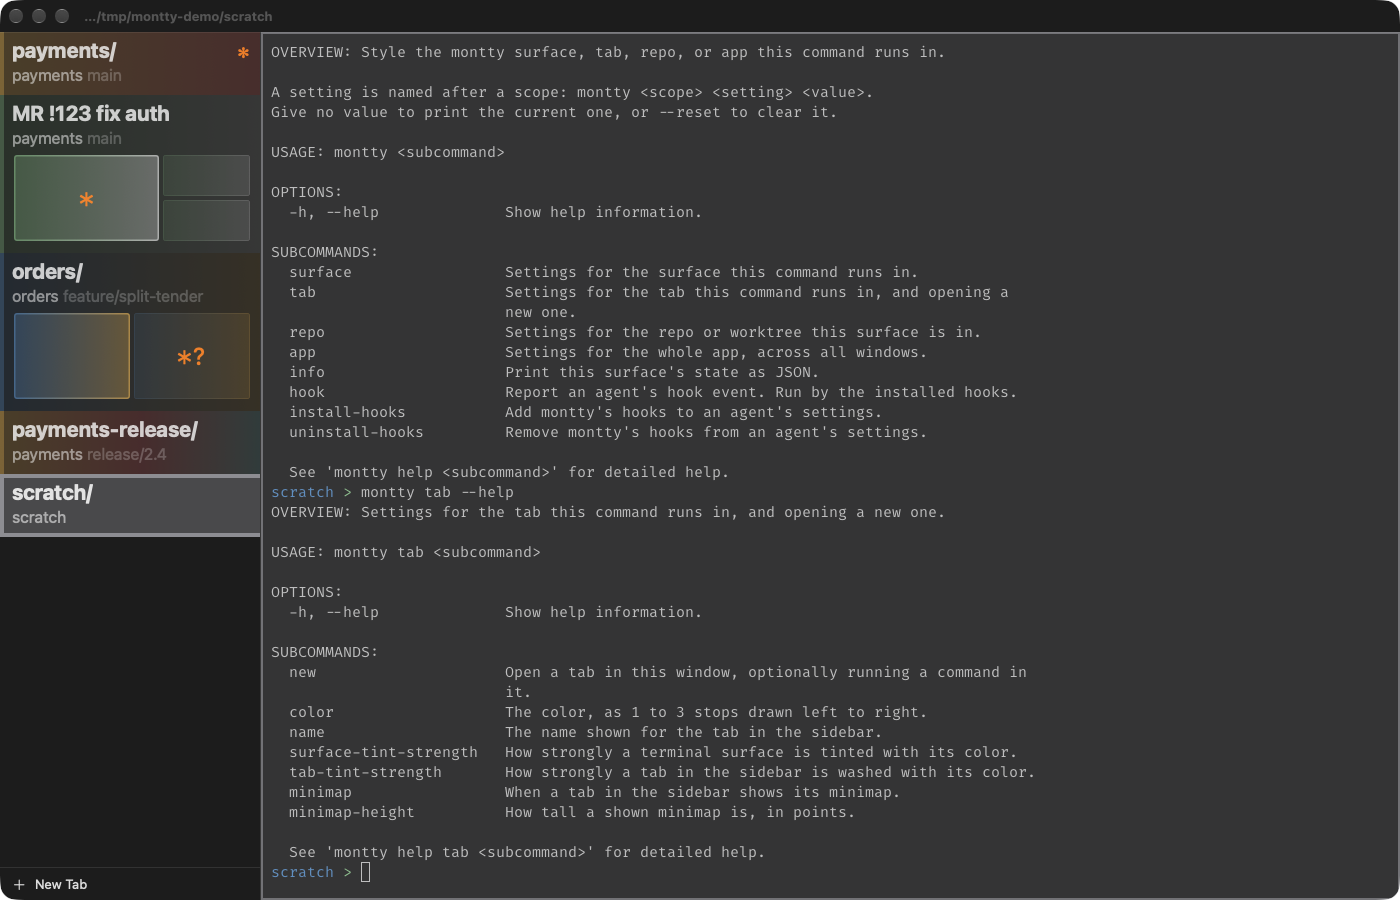 .../tmp/montty-demo/scratch
payments/ *
payments main
MR !123 fix auth
payments main
*
orders/
orders feature/split-tender
*?
payments-release/
payments release/2.4
scratch/
scratch
+ New Tab
OVERVIEW: Style the montty surface, tab, repo, or app this command runs in.
A setting is named after a scope: montty <scope> <setting> <value>.
Give no value to print the current one, or --reset to clear it.
USAGE: montty <subcommand>
OPTIONS:
-h, --help Show help information.
SUBCOMMANDS:
surface Settings for the surface this command runs in.
tab Settings for the tab this command runs in, and opening a
new one.
repo Settings for the repo or worktree this surface is in.
app Settings for the whole app, across all windows.
info Print this surface's state as JSON.
hook Report an agent's hook event. Run by the installed hooks.
install-hooks Add montty's hooks to an agent's settings.
uninstall-hooks Remove montty's hooks from an agent's settings.
See 'montty help <subcommand>' for detailed help.
scratch > montty tab --help
OVERVIEW: Settings for the tab this command runs in, and opening a new one.
USAGE: montty tab <subcommand>
OPTIONS:
-h, --help Show help information.
SUBCOMMANDS:
new Open a tab in this window, optionally running a command in
it.
color The color, as 1 to 3 stops drawn left to right.
name The name shown for the tab in the sidebar.
surface-tint-strength How strongly a terminal surface is tinted with its color.
tab-tint-strength How strongly a tab in the sidebar is washed with its color.
minimap When a tab in the sidebar shows its minimap.
minimap-height How tall a shown minimap is, in points.
See 'montty help tab <subcommand>' for detailed help.
scratch >